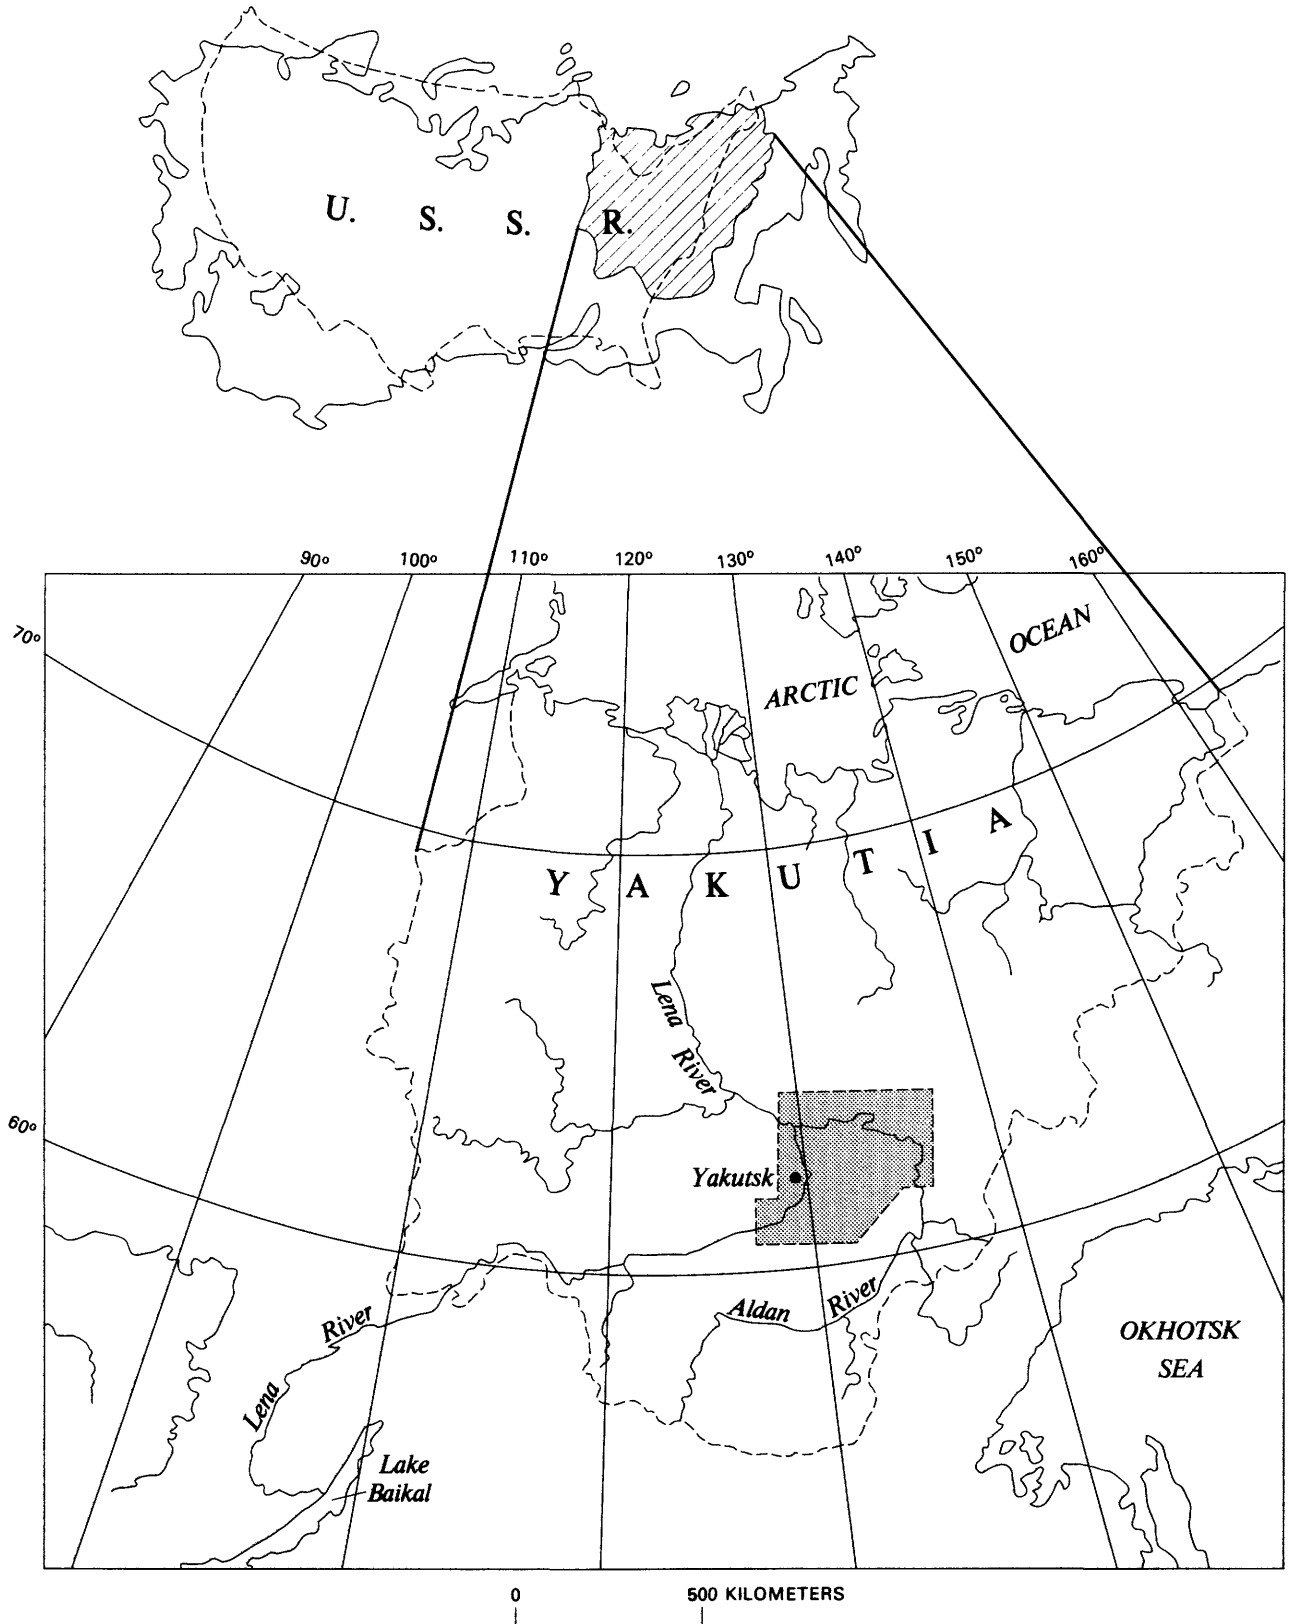 U. S. S. R.
90° 100° 110° 120° 130° 140° 150° 160°
70°
OCEAN
ARCTIC
Y A K U T I A
Lena
River
60°
Yakutsk
Aldan River
River
Lena
OKHOTSK
SEA
Lake
Baikal
0 500 KILOMETERS